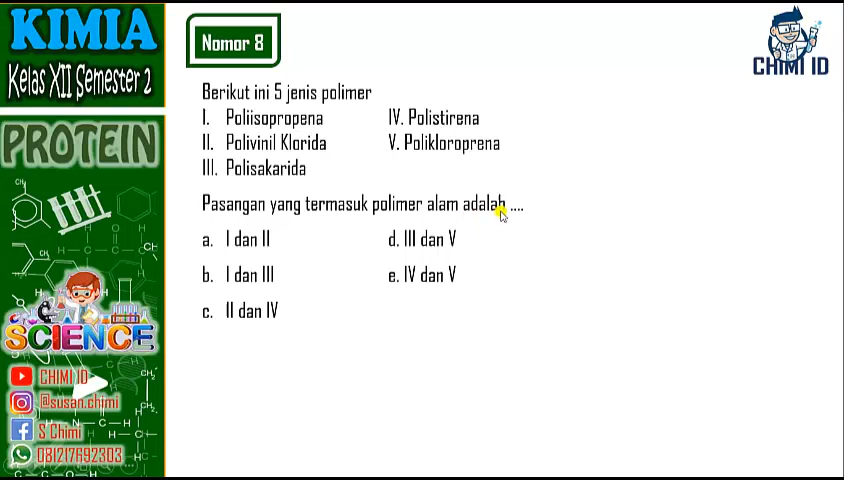 KIMIA
Kelas XII Semester 2
PROTEIN
SCIENCE
CHIMI ID
@susan.chimi
S Chimi
081217692303
Nomor 8
CHIMI ID
Berikut ini 5 jenis polimer
I. Poliisopropena IV. Polistirena
II. Polivinil Klorida V. Polikloroprena
III. Polisakarida
Pasangan yang termasuk polimer alam adalah ....
a. I dan II d. III dan V
b. I dan III e. IV dan V
c. II dan IV